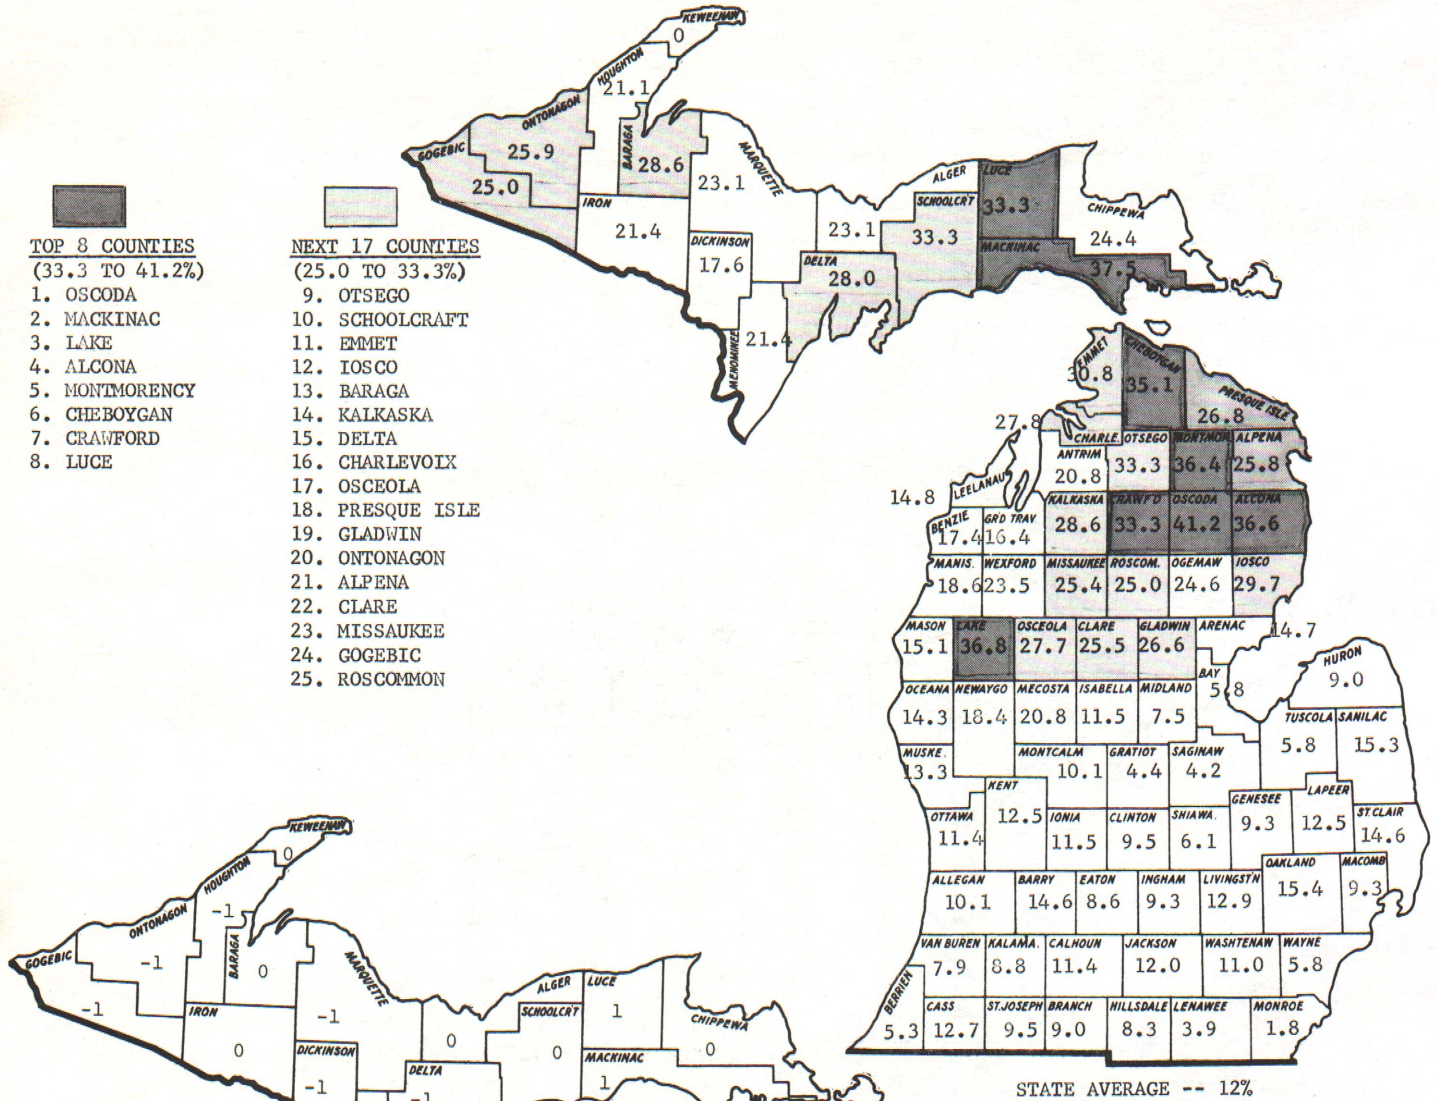 KEWEENAW
0
HOUGHTON
21.1
ONTONAGON
25.9
GOGEBIC
25.0
BARAGA
28.6
MARQUETTE
23.1
IRON
21.4
DICKINSON
17.6
MENOMINEE
21.4
DELTA
28.0
ALGER
23.1
SCHOOLCR'T
33.3
LUCE
33.3
MACKINAC
37.5
CHIPPEWA
24.4
TOP 8 COUNTIES
(33.3 TO 41.2%)
1. OSCODA
2. MACKINAC
3. LAKE
4. ALCONA
5. MONTMORENCY
6. CHEBOYGAN
7. CRAWFORD
8. LUCE
NEXT 17 COUNTIES
(25.0 TO 33.3%)
9. OTSEGO
10. SCHOOLCRAFT
11. EMMET
12. IOSCO
13. BARAGA
14. KALKASKA
15. DELTA
16. CHARLEVOIX
17. OSCEOLA
18. PRESQUE ISLE
19. GLADWIN
20. ONTONAGON
21. ALPENA
22. CLARE
23. MISSAUKEE
24. GOGEBIC
25. ROSCOMMON
EMMET
30.8
CHEBOYGAN
35.1
PRESQUE ISLE
26.8
27.8
CHARLE. OTSEGO MONTMOR ALPENA
ANTRIM
20.8 33.3 36.4 25.8
14.8 LEELANAU
KALKASKA CRAWF'D OSCODA ALCONA
28.6 33.3 41.2 36.6
BENZIE GR'D TRAV
17.4 16.4
MANIS. WEXFORD MISSAUKEE ROSCOM. OGEMAW IOSCO
18.6 23.5 25.4 25.0 24.6 29.7
MASON LAKE OSCEOLA CLARE GLADWIN ARENAC 14.7
15.1 36.8 27.7 25.5 26.6
BAY
5.8
HURON
9.0
OCEANA NEWAYGO MECOSTA ISABELLA MIDLAND
14.3 18.4 20.8 11.5 7.5
TUSCOLA SANILAC
5.8 15.3
MUSKE. MONTCALM GRATIOT SAGINAW
13.3 10.1 4.4 4.2
KENT
12.5
GENESEE LAPEER
9.3 12.5
OTTAWA IONIA CLINTON SHIAWA. ST.CLAIR
11.4 11.5 9.5 6.1 14.6
OAKLAND MACOMB
15.4 9.3
ALLEGAN BARRY EATON INGHAM LIVINGST'N
10.1 14.6 8.6 9.3 12.9
VAN BUREN KALAMA. CALHOUN JACKSON WASHTENAW WAYNE
7.9 8.8 11.4 12.0 11.0 5.8
BERRIEN CASS ST.JOSEPH BRANCH HILLSDALE LENAWEE MONROE
5.3 12.7 9.5 9.0 8.3 3.9 1.8
STATE AVERAGE -- 12%
KEWEENAW
0
HOUGHTON
-1
ONTONAGON
-1
GOGEBIC
-1
BARAGA
0
MARQUETTE
-1
IRON
0
DICKINSON
-1
DELTA
-1
ALGER
0
SCHOOLCR'T
0
LUCE
1
MACKINAC
1
CHIPPEWA
0